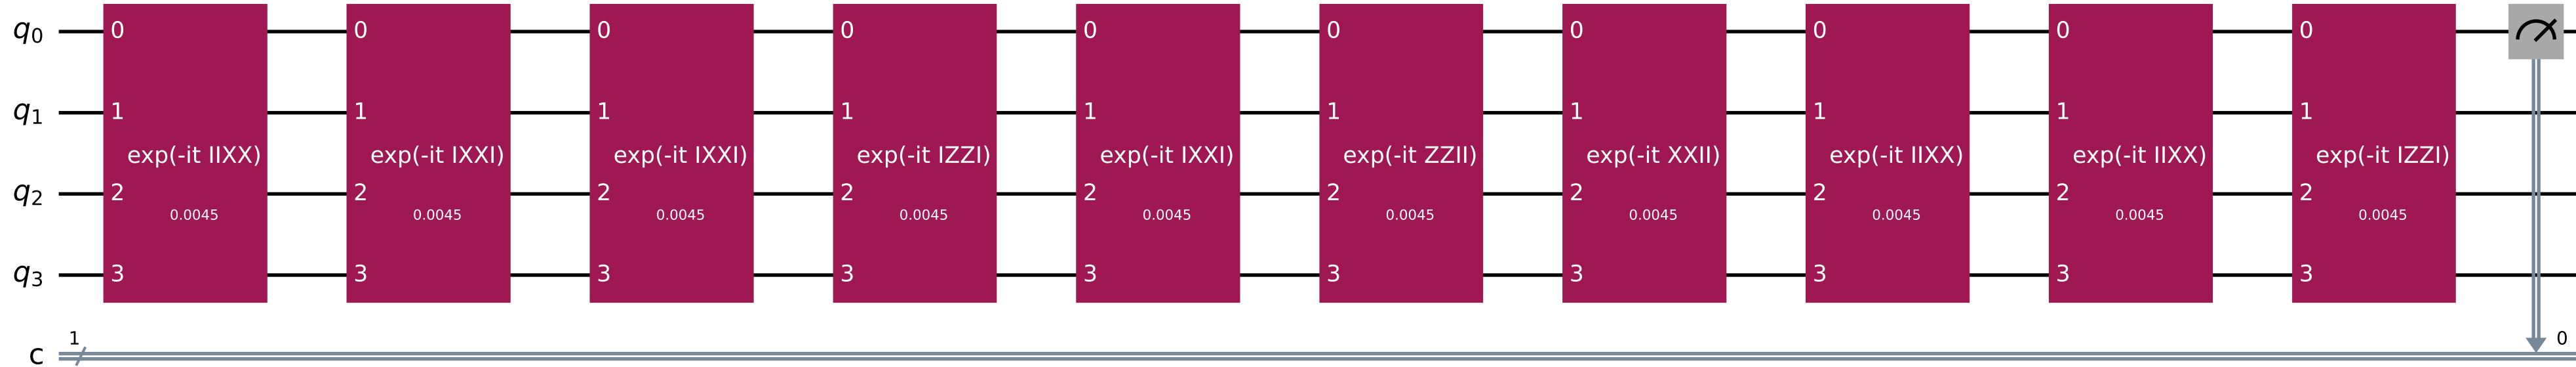 q0 0 0 0 0 0 0 0 0 0 0
q1 1 1 1 1 1 1 1 1 1 1
exp(-it IIXX) exp(-it IXXI) exp(-it IXXI) exp(-it IZZI) exp(-it IXXI) exp(-it ZZII) exp(-it XXII) exp(-it IIXX) exp(-it IIXX) exp(-it IZZI)
q2 2 2 2 2 2 2 2 2 2 2
0.0045 0.0045 0.0045 0.0045 0.0045 0.0045 0.0045 0.0045 0.0045 0.0045
q3 3 3 3 3 3 3 3 3 3 3
1 0
c